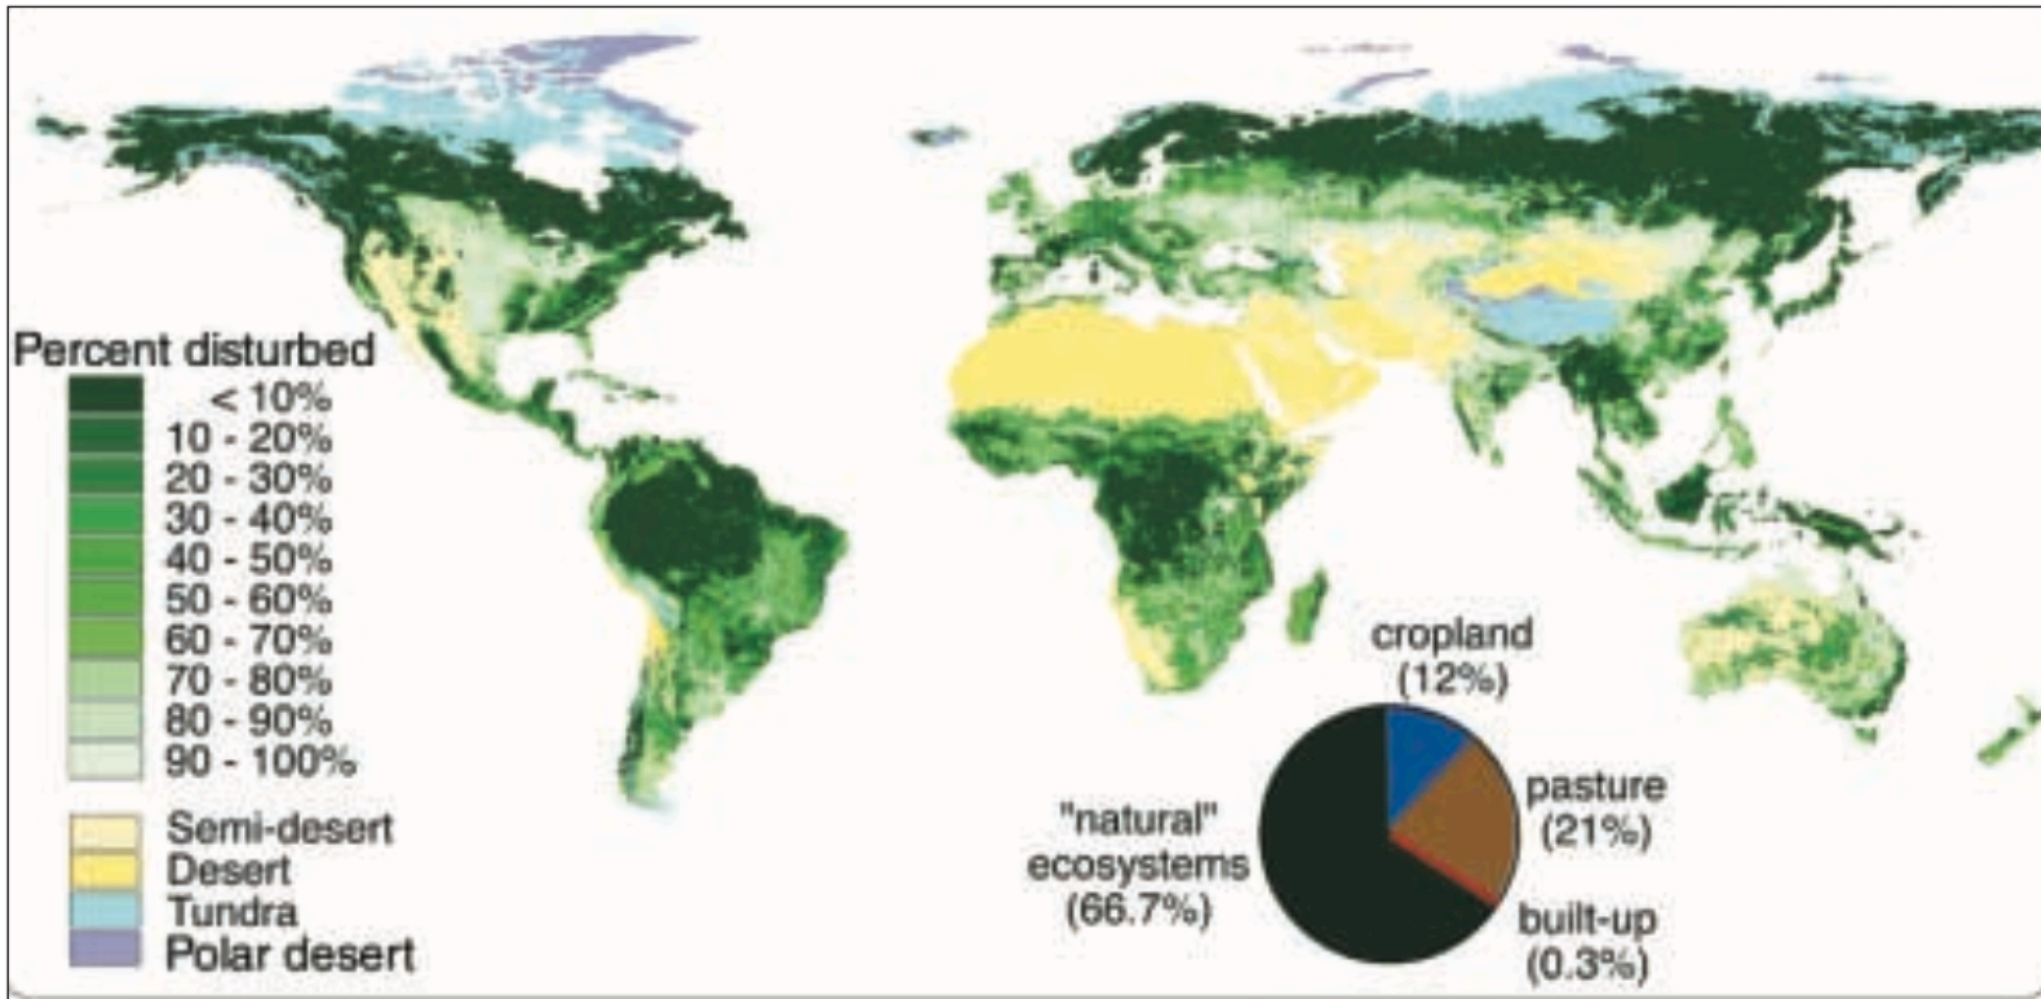 Percent disturbed
< 10%
10 - 20%
20 - 30%
30 - 40%
40 - 50%
50 - 60%
60 - 70%
70 - 80%
80 - 90%
90 - 100%
Semi-desert
Desert
Tundra
Polar desert
cropland
(12%)
pasture
(21%)
"natural"
ecosystems
(66.7%)
built-up
(0.3%)